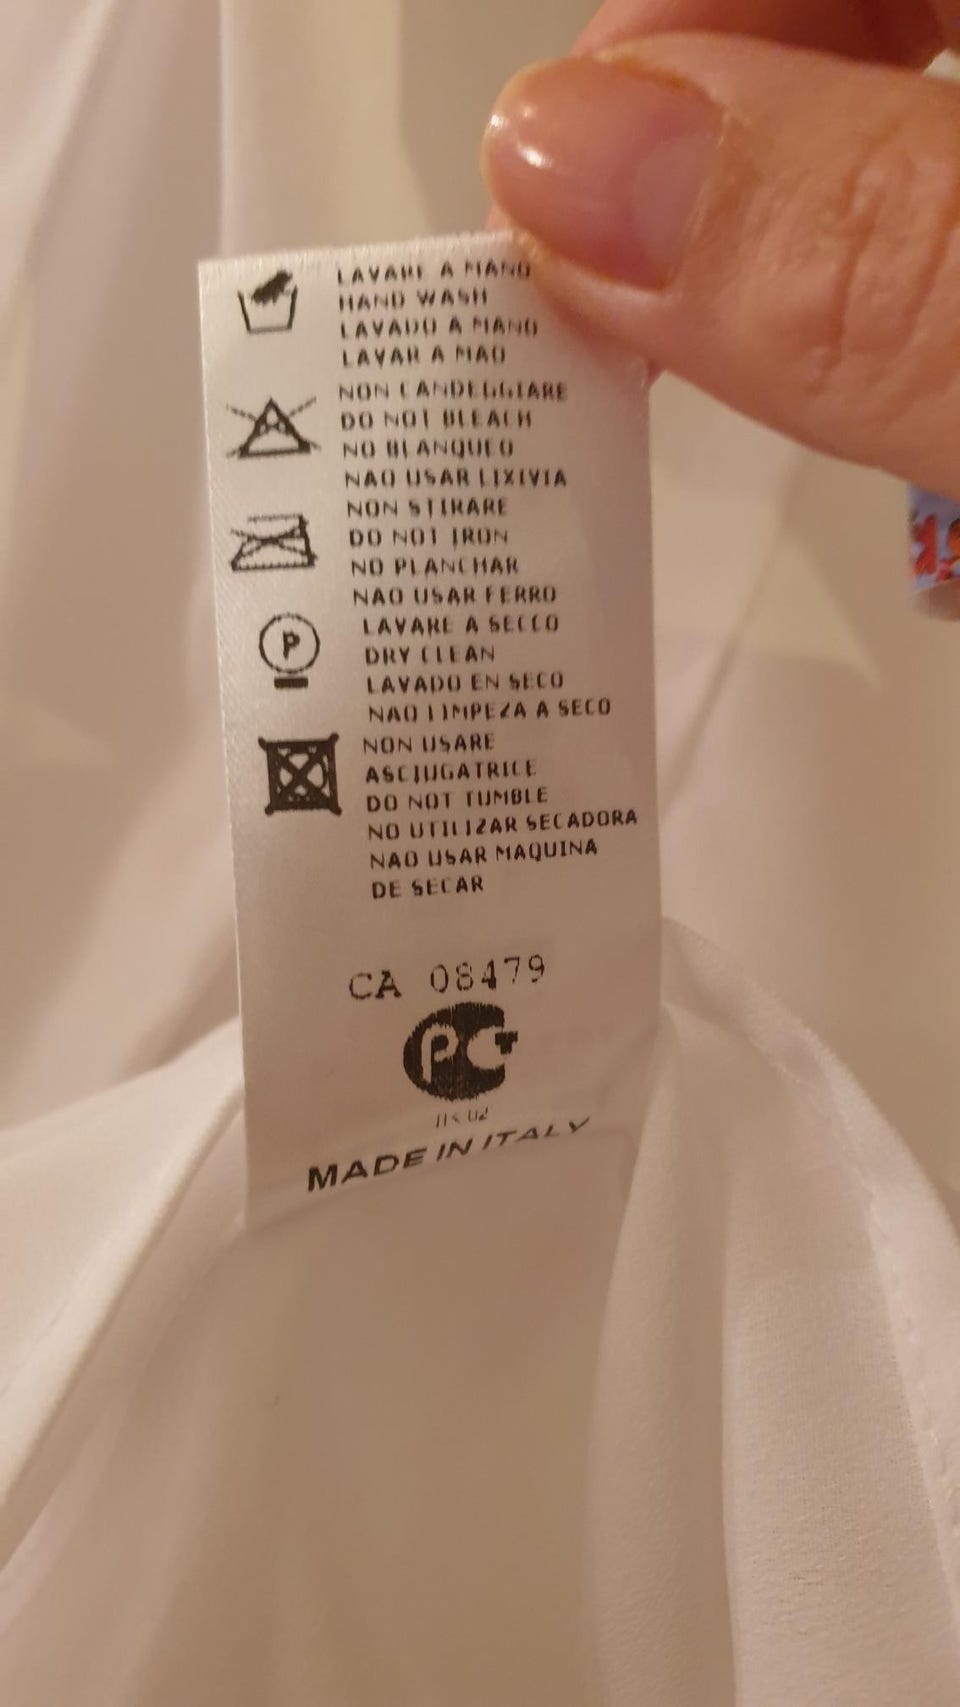 LAVARE A MANO
HAND WASH
LAVADO A MANO
LAVAR A MAO
NON CANDEGGIARE
DO NOT BLEACH
NO BLANQUEO
NAO USAR LIXIVIA
NON STIRARE
DO NOT IRON
NO PLANCHAR
NAO USAR FERRO
P
LAVARE A SECCO
DRY CLEAN
LAVADO EN SECO
NAO LIMPEZA A SECO
NON USARE
ASCIUGATRICE
DO NOT TUMBLE
NO UTILIZAR SECADORA
NAO USAR MAQUINA
DE SECAR
CA 08479
PCT
MADE IN ITALY